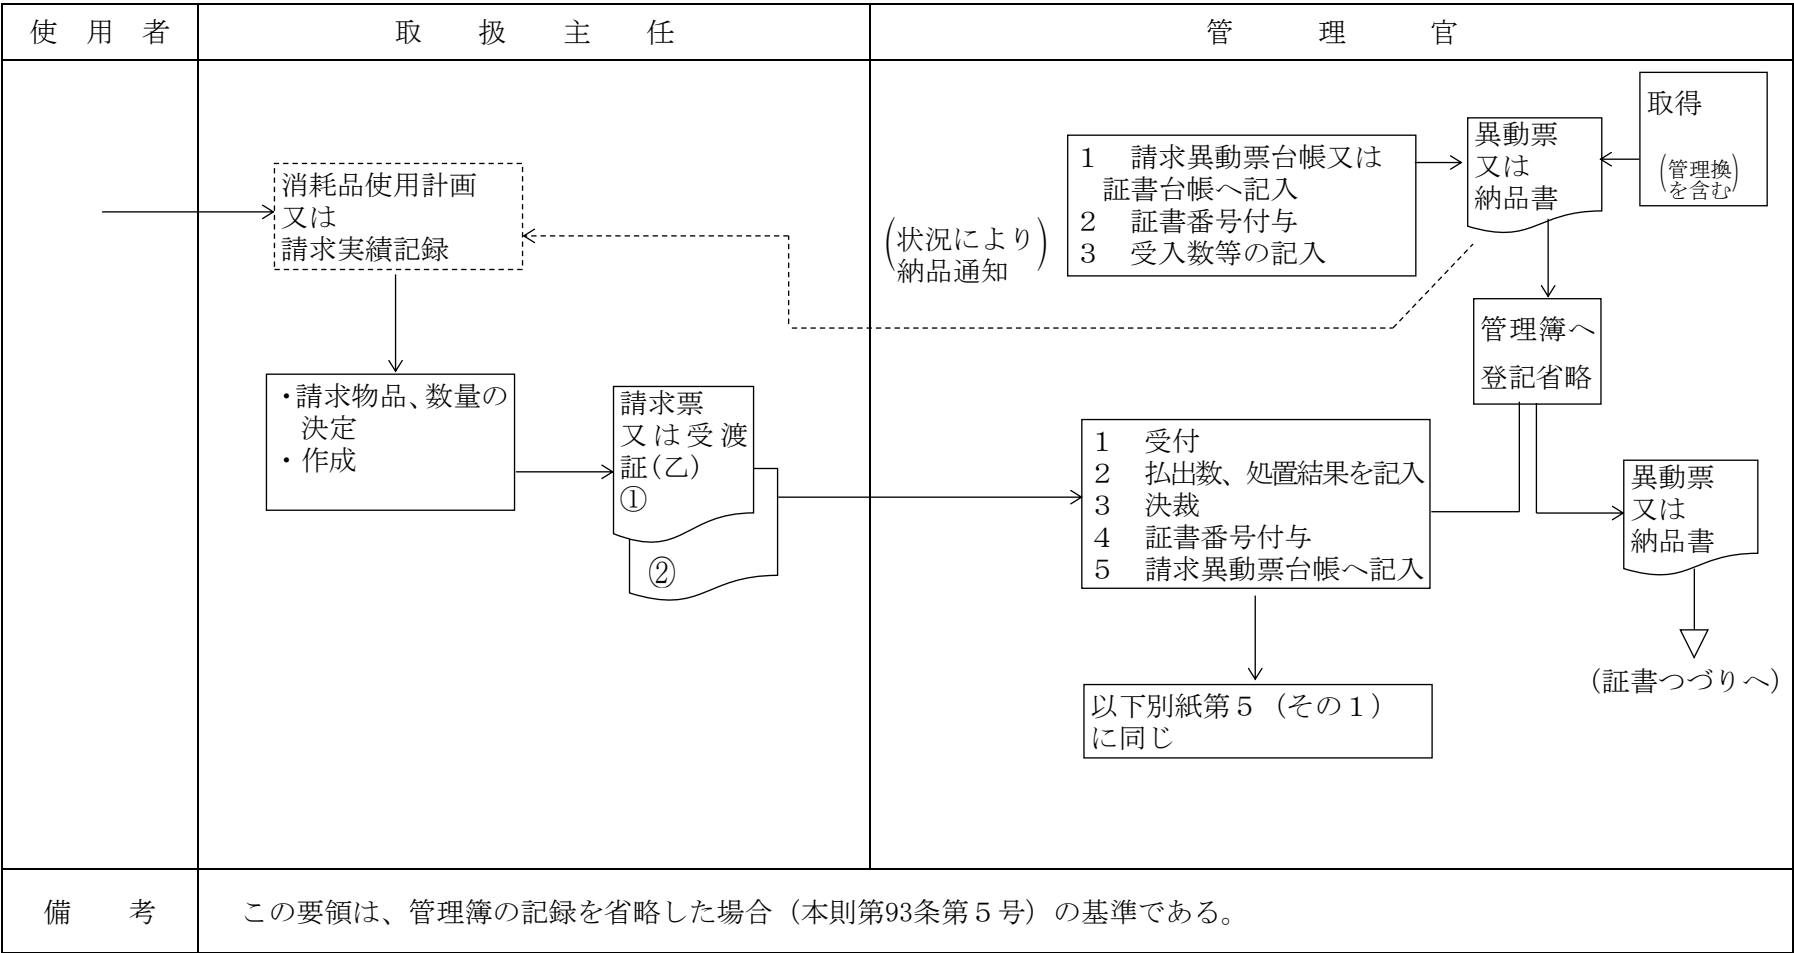 使用者
取扱主任
管理官
消耗品使用計画
又は
請求実績記録
・請求物品、数量の
決定
・作成
請求票
又は受渡
証(乙)
①
②
(状況により
納品通知)
1 請求異動票台帳又は
証書台帳へ記入
2 証書番号付与
3 受入数等の記入
異動票
又は
納品書
取得
(管理換
を含む)
管理簿へ
登記省略
1 受付
2 払出数、処置結果を記入
3 決裁
4 証書番号付与
5 請求異動票台帳へ記入
異動票
又は
納品書
(証書つづりへ)
以下別紙第5(その1)
に同じ
備考
この要領は、管理簿の記録を省略した場合(本則第93条第5号)の基準である。